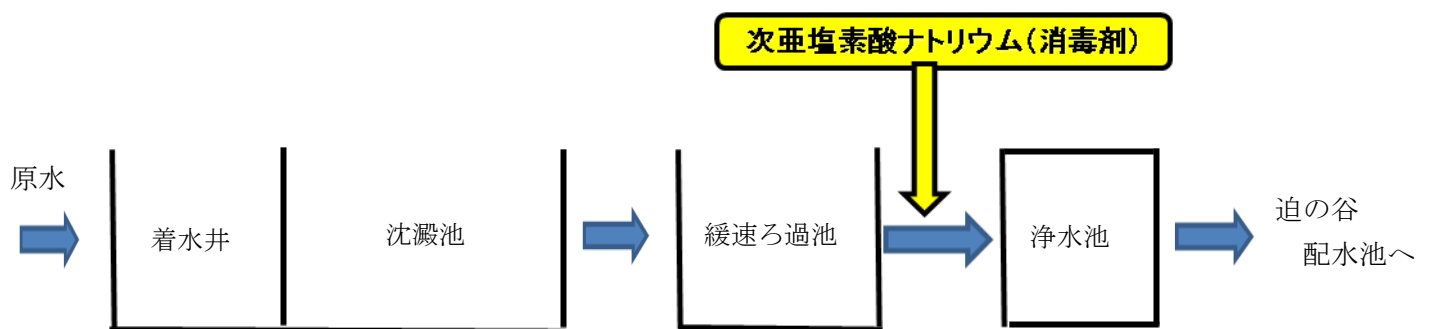 次亜塩素酸ナトリウム（消毒剤）
原水
着水井
沈澱池
緩速ろ過池
浄水池
迫の谷
配水池へ